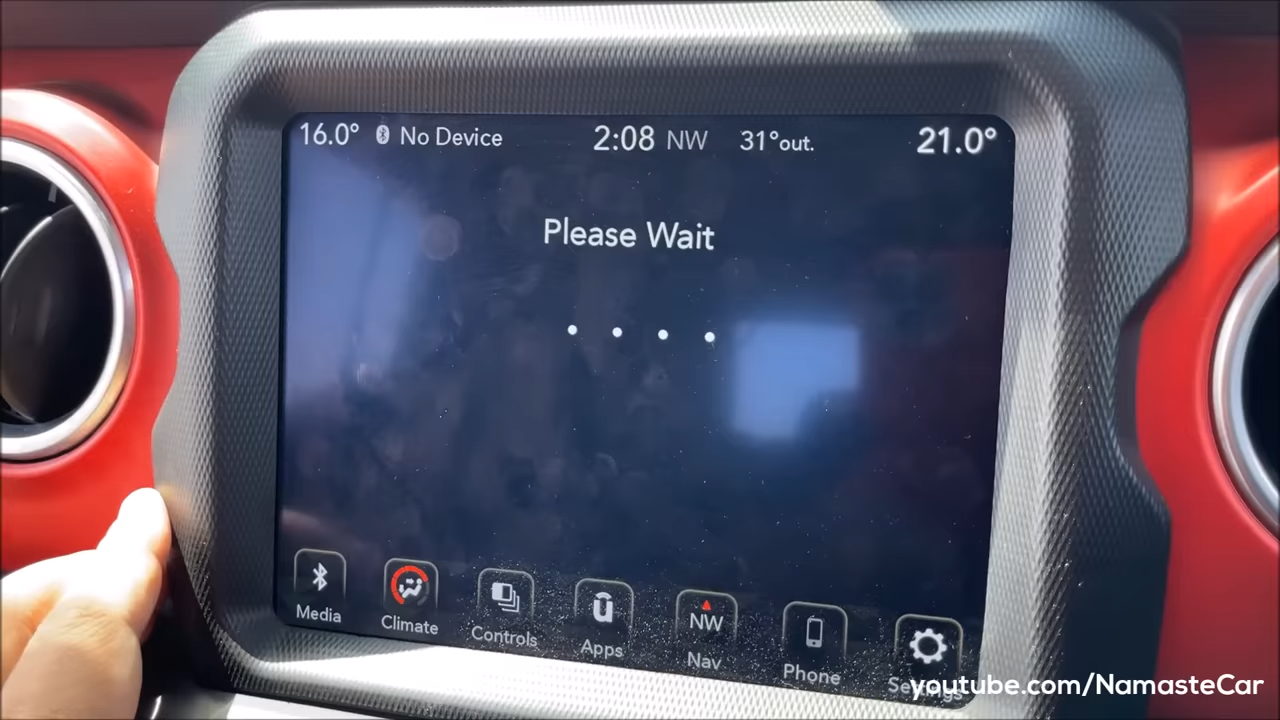 16.0° No Device 2:08 NW 31°out. 21.0°
Please Wait
Media Climate Controls Apps NW Nav Phone Settings
youtube.com/NamasteCar